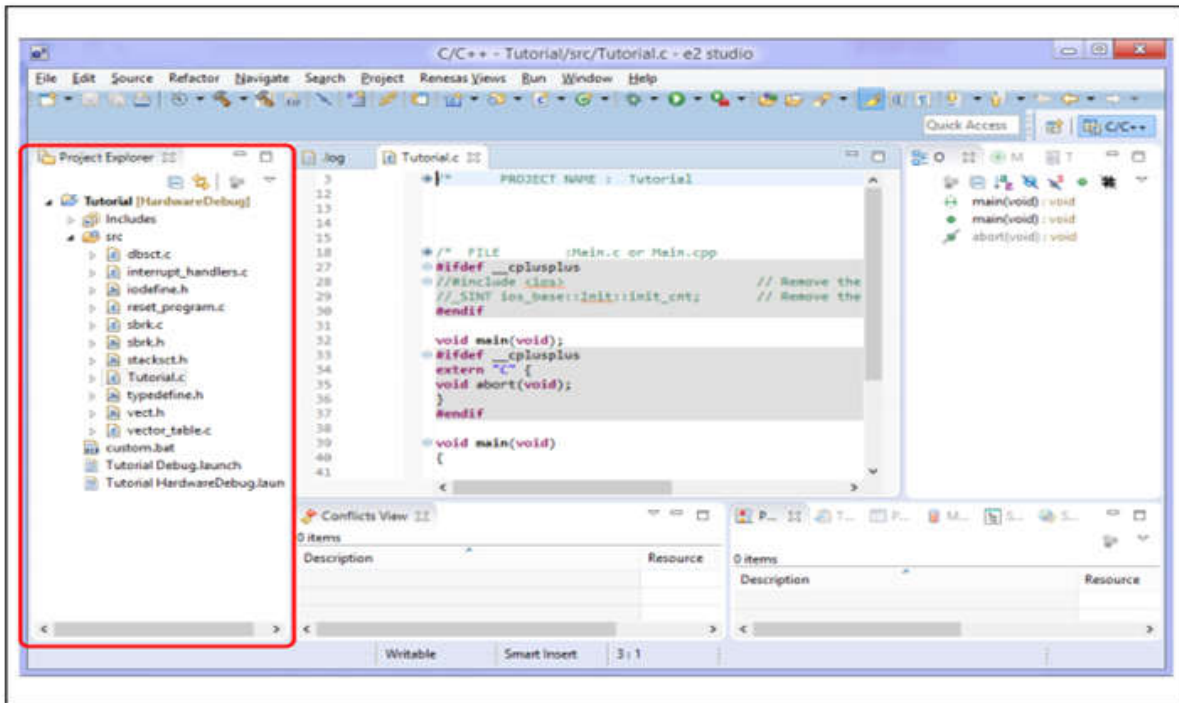 C/C++ - Tutorial/src/Tutorial.c - e2 studio
File Edit Source Refactor Navigate Search Project Renesas Views Run Window Help
Quick Access
C/C++
Project Explorer
Tutorial [HardwareDebug]
Includes
src
dbsct.c
interrupt_handlers.c
iodefine.h
reset_program.c
sbrk.c
sbrk.h
stacksct.h
Tutorial.c
typedefine.h
vect.h
vector_table.c
custom.bat
Tutorial Debug.launch
Tutorial HardwareDebug.laun
.log
Tutorial.c
3 /* PROJECT NAME : Tutorial
12
13
14
15
18 /* FILE :Main.c or Main.cpp
27 #ifdef __cplusplus
28 //#include <ios> // Remove the
29 //_SINT ios_base::Init::init_cnt; // Remove the
30 #endif
31
32 void main(void);
33 #ifdef __cplusplus
34 extern "C" {
35 void abort(void);
36 }
37 #endif
38
39 void main(void)
40 {
41
O M T
main(void) : void
main(void) : void
abort(void) : void
Conflicts View
0 items
Description Resource
P... T... P... M... S... S...
0 items
Description Resource
Writable Smart Insert 3 : 1